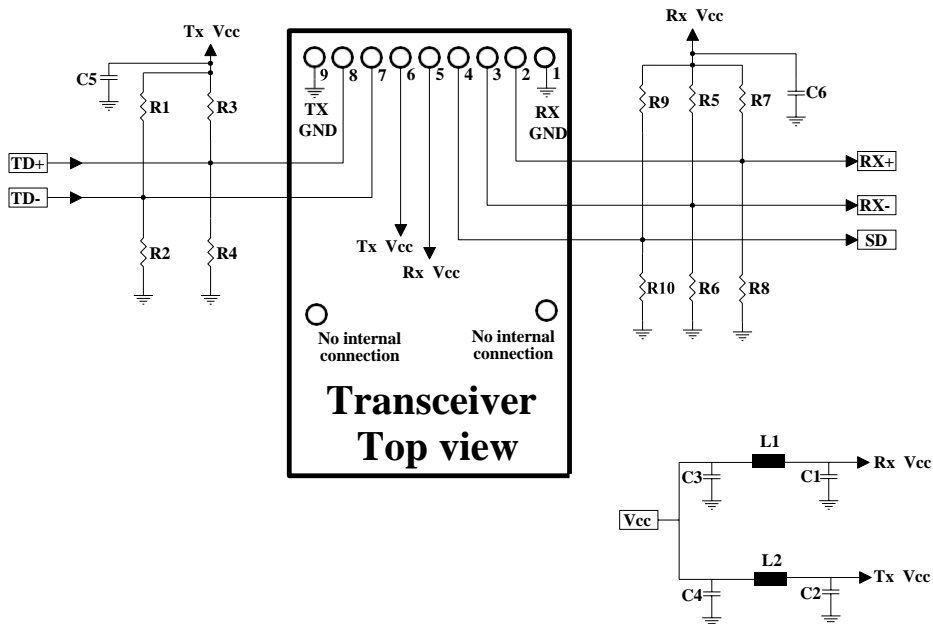 Tx Vcc
Rx Vcc
C5
R1
R3
9
8
7
6
5
4
3
2
1
TX
GND
RX
GND
R9
R5
R7
C6
TD+
TD-
RX+
RX-
SD
R2
R4
Tx Vcc
Rx Vcc
R10
R6
R8
No internal
connection
No internal
connection
Transceiver
Top view
L1
C3
C1
Rx Vcc
Vcc
L2
C4
C2
Tx Vcc